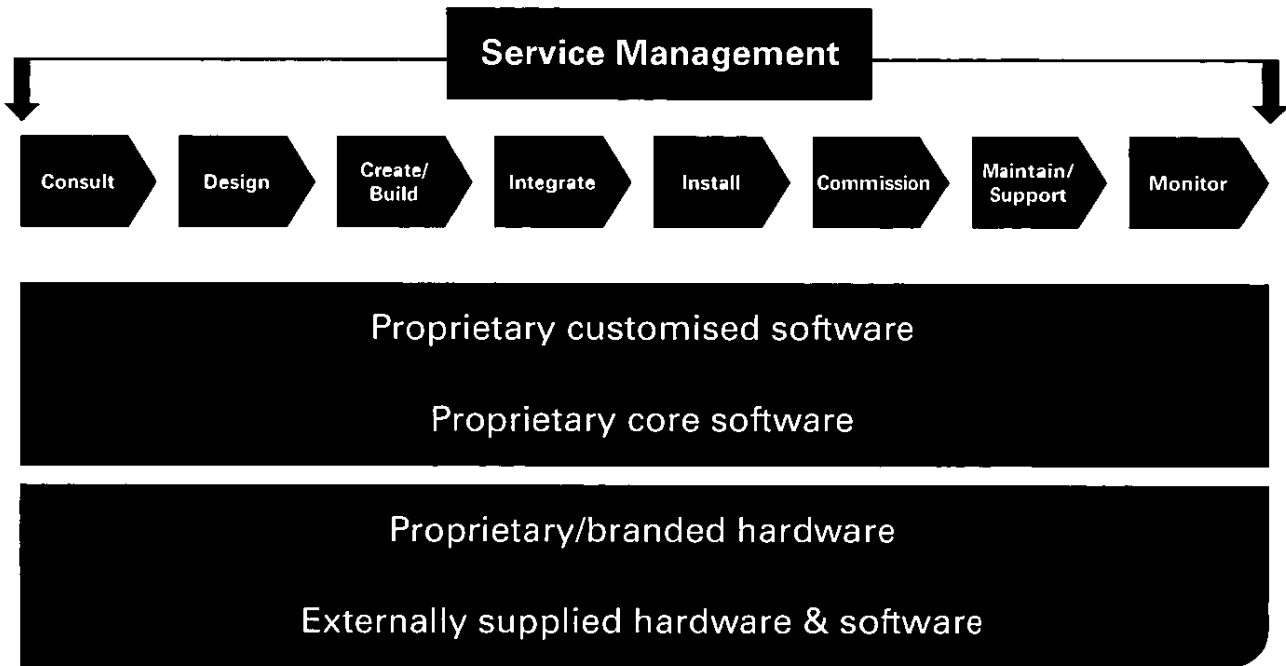 Service Management
Consult
Design
Create/
Build
Integrate
Install
Commission
Maintain/
Support
Monitor
Proprietary customised software
Proprietary core software
Proprietary/branded hardware
Externally supplied hardware & software